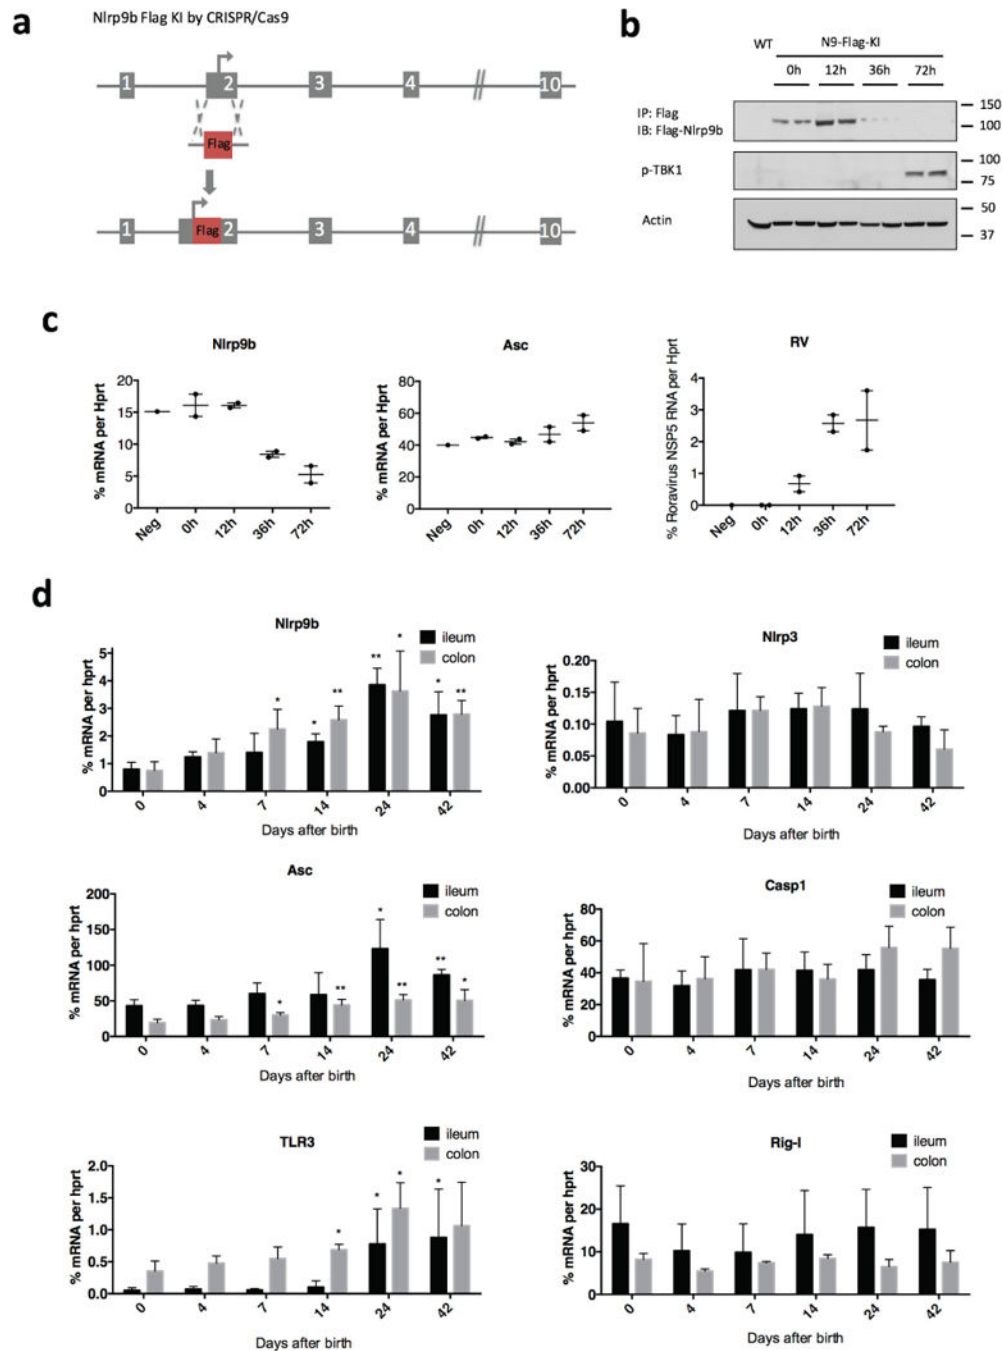 a
Nlrp9b Flag KI by CRISPR/Cas9
1 2 3 4 10
Flag
1 Flag 2 3 4 10
b
WT N9-Flag-KI
0h 12h 36h 72h
IP: Flag
IB: Flag-Nlrp9b
150
100
p-TBK1
100
75
Actin
50
37
c
Nlrp9b
% mRNA per Hprt
20
15
10
5
0
Neg 0h 12h 36h 72h
Asc
% mRNA per Hprt
80
60
40
20
0
Neg 0h 12h 36h 72h
RV
% Roravirus NSP5 RNA per Hprt
4
3
2
1
0
Neg 0h 12h 36h 72h
d
Nlrp9b
ileum
colon
% mRNA per hprt
5
4
3
2
1
0
* * ** ** * * **
0 4 7 14 24 42
Days after birth
Nlrp3
ileum
colon
% mRNA per hprt
0.20
0.15
0.10
0.05
0.00
0 4 7 14 24 42
Days after birth
Asc
ileum
colon
% mRNA per hprt
200
150
100
50
0
* ** * ** ** *
0 4 7 14 24 42
Days after birth
Casp1
ileum
colon
% mRNA per hprt
80
60
40
20
0
0 4 7 14 24 42
Days after birth
TLR3
ileum
colon
% mRNA per hprt
2.0
1.5
1.0
0.5
0.0
* * * *
0 4 7 14 24 42
Days after birth
Rig-I
ileum
colon
% mRNA per hprt
30
20
10
0
0 4 7 14 24 42
Days after birth